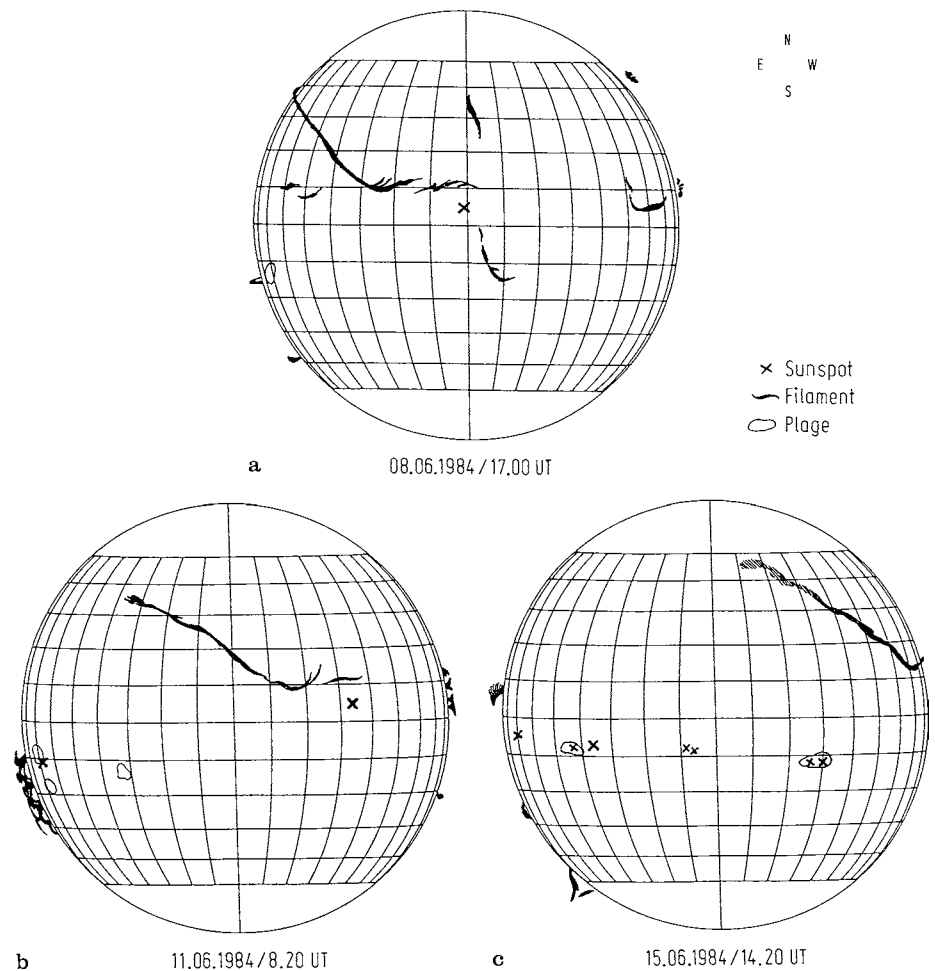 N
E W
S
× Sunspot
Filament
Plage
a 08.06.1984/17.00 UT
b 11.06.1984/8.20 UT
c 15.06.1984/14.20 UT